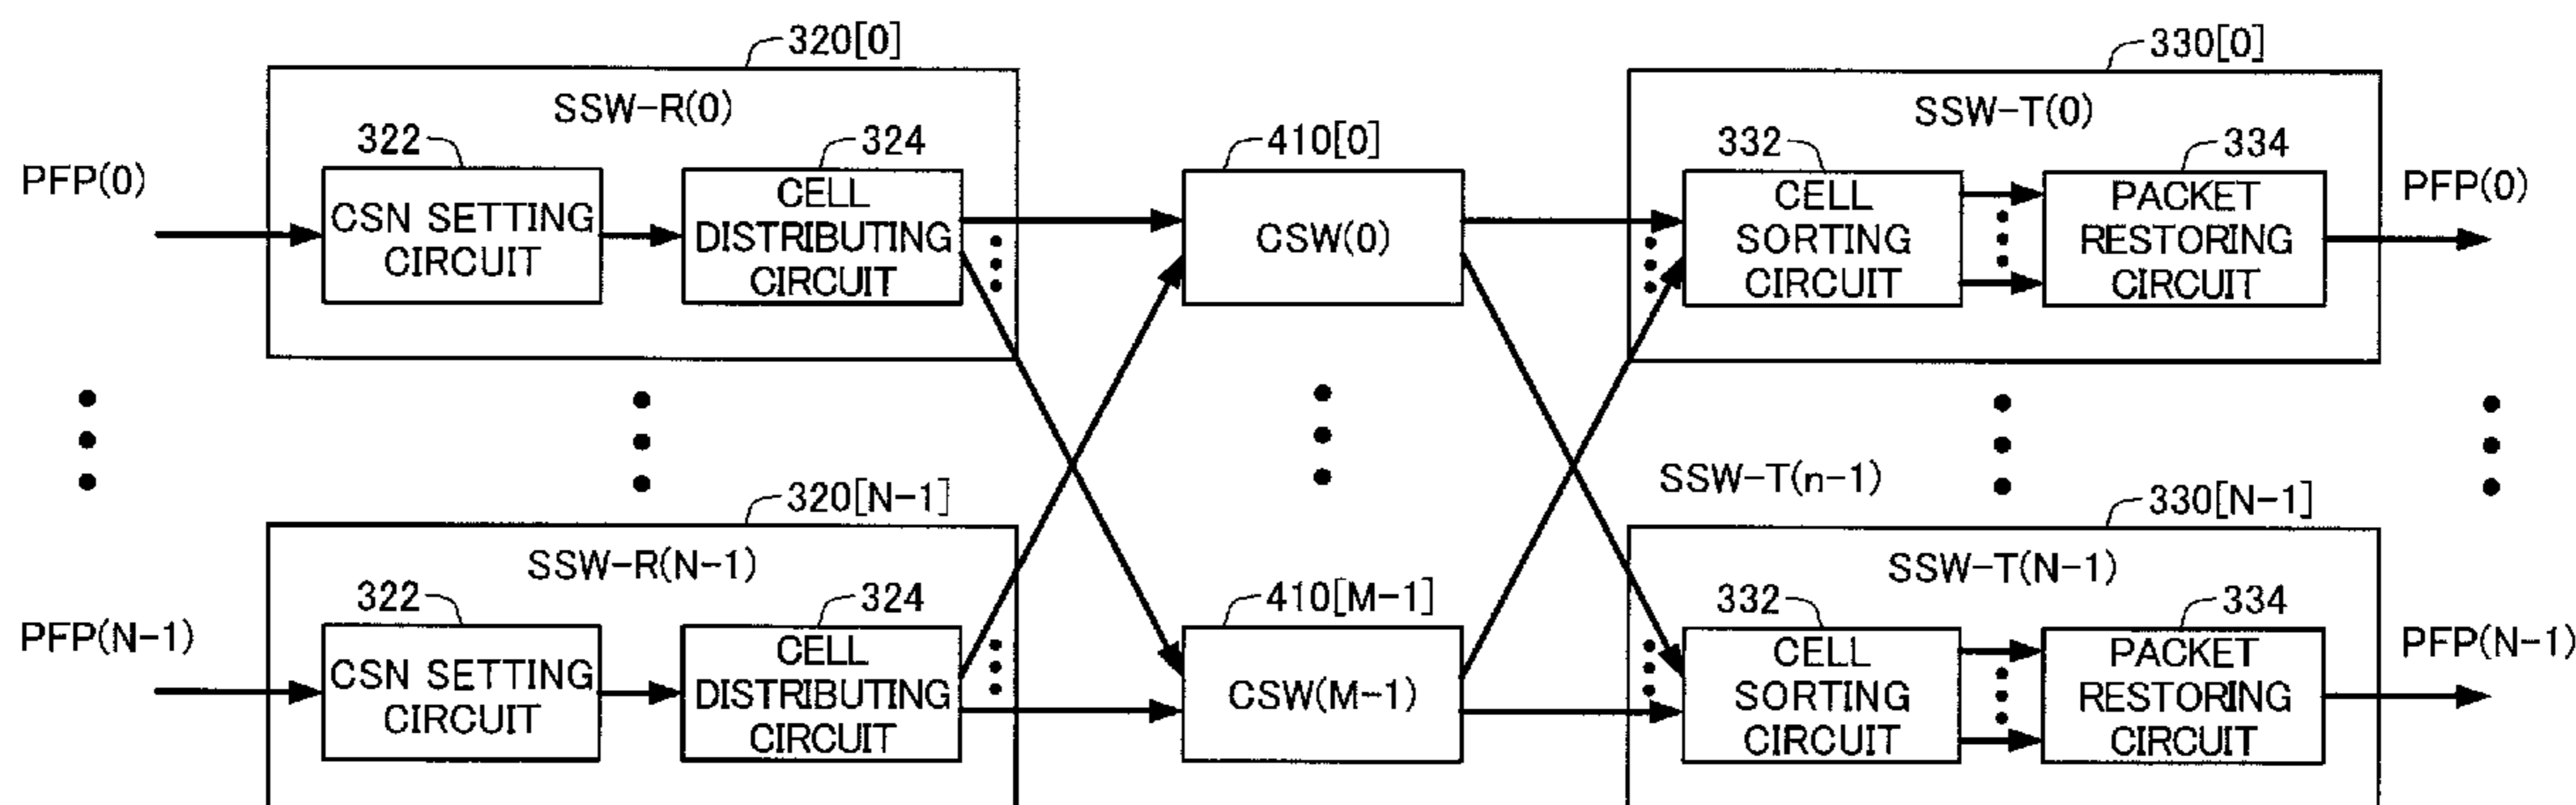 320[0]
330[0]
SSW-R(0)
SSW-T(0)
322
324
410[0]
332
334
PFP(0)
CSN SETTING
CIRCUIT
CELL
DISTRIBUTING
CIRCUIT
CSW(0)
CELL
SORTING
CIRCUIT
PACKET
RESTORING
CIRCUIT
PFP(0)
SSW-T(n-1)
320[N-1]
330[N-1]
SSW-R(N-1)
SSW-T(N-1)
322
324
410[M-1]
332
334
PFP(N-1)
CSN SETTING
CIRCUIT
CELL
DISTRIBUTING
CIRCUIT
CSW(M-1)
CELL
SORTING
CIRCUIT
PACKET
RESTORING
CIRCUIT
PFP(N-1)